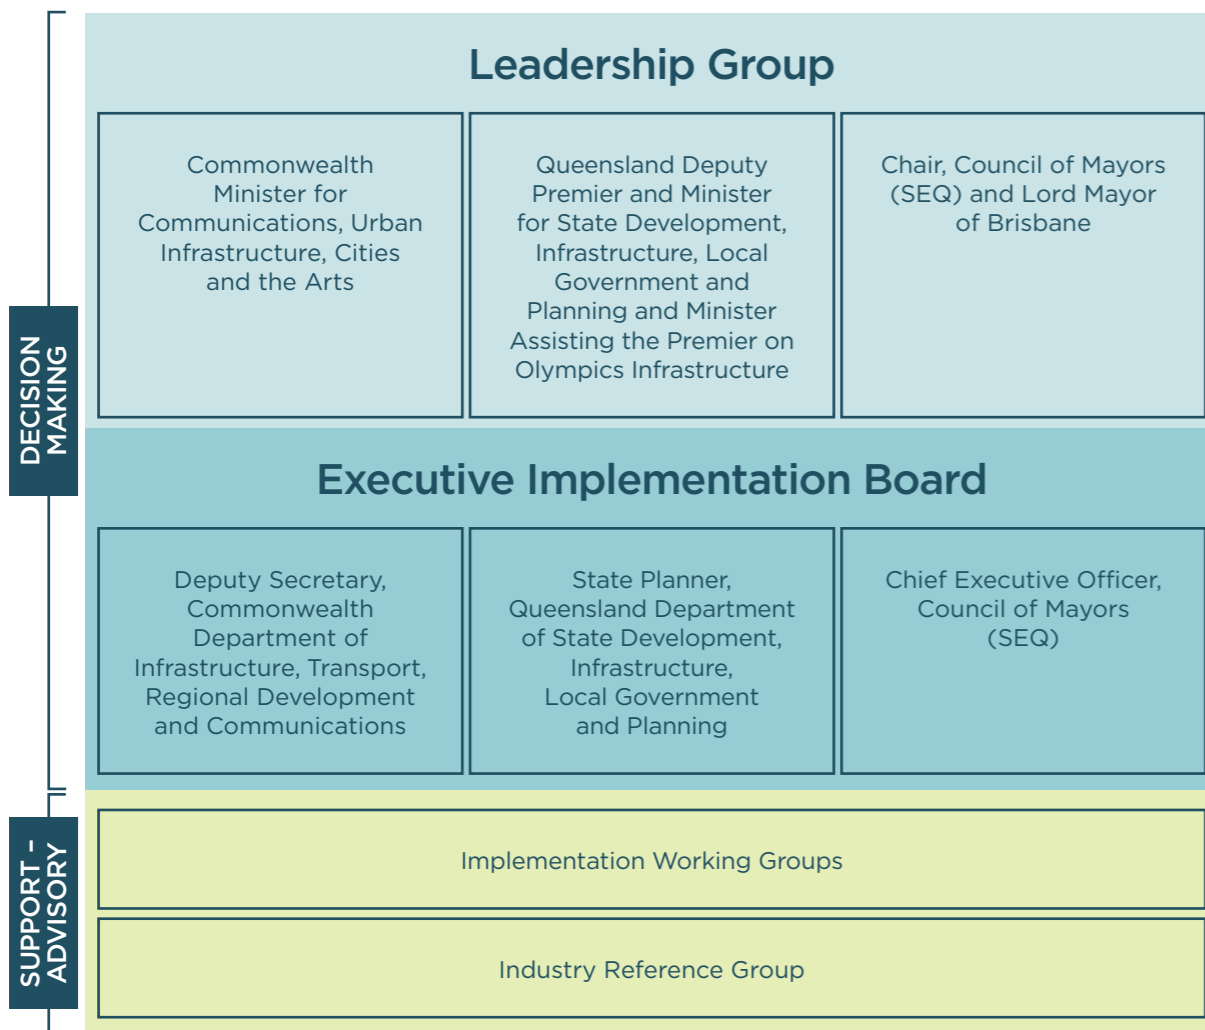 Leadership Group
Commonwealth
Minister for
Communications, Urban
Infrastructure, Cities
and the Arts
Queensland Deputy
Premier and Minister
for State Development,
Infrastructure, Local
Government and
Planning and Minister
Assisting the Premier on
Olympics Infrastructure
Chair, Council of Mayors
(SEQ) and Lord Mayor
of Brisbane
DECISION
MAKING
Executive Implementation Board
Deputy Secretary,
Commonwealth
Department of
Infrastructure, Transport,
Regional Development
and Communications
State Planner,
Queensland Department
of State Development,
Infrastructure,
Local Government
and Planning
Chief Executive Officer,
Council of Mayors
(SEQ)
SUPPORT –
ADVISORY
Implementation Working Groups
Industry Reference Group